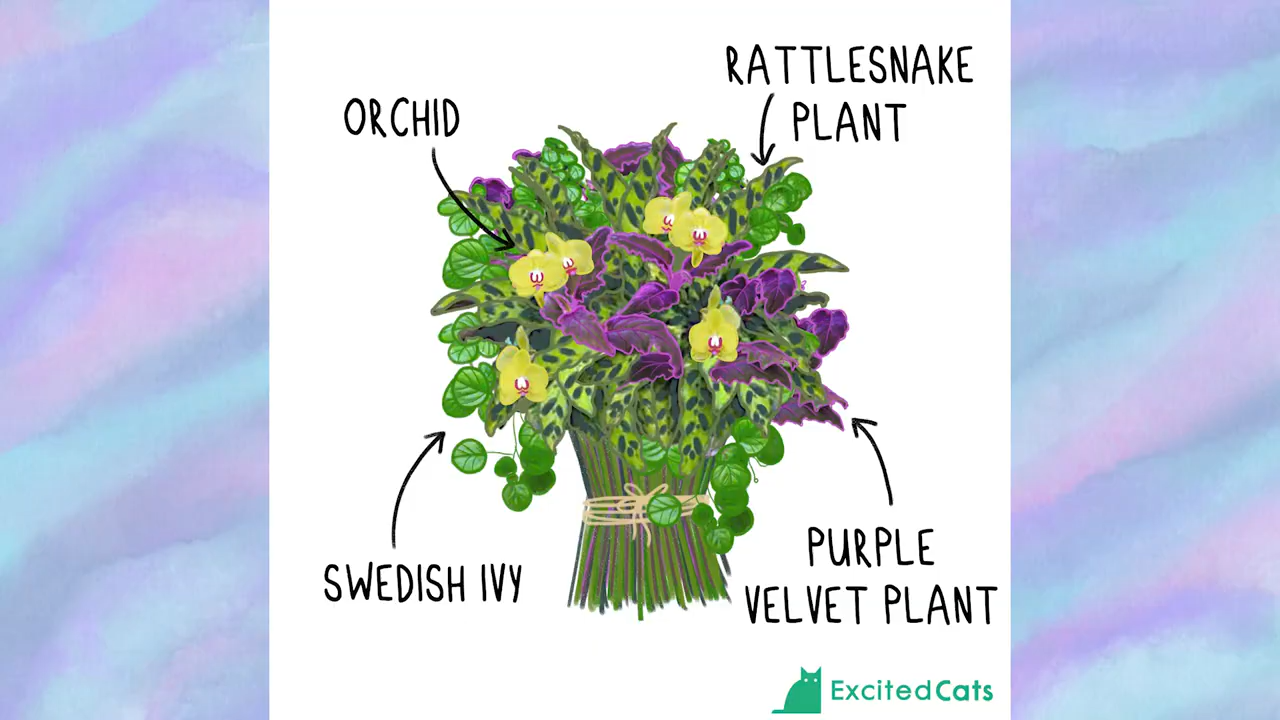 ORCHID
RATTLESNAKE
PLANT
SWEDISH IVY
PURPLE
VELVET PLANT
ExcitedCats